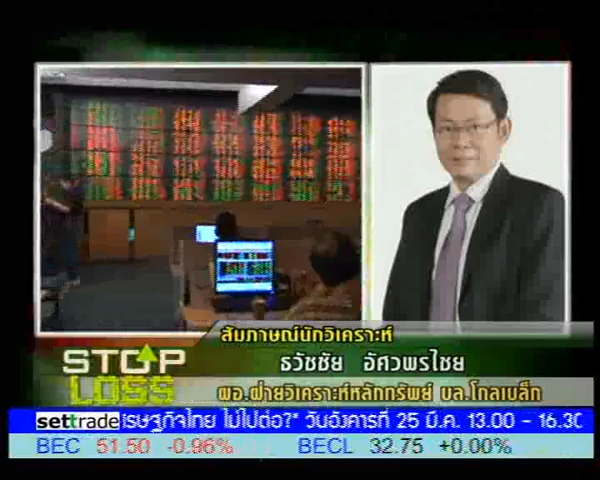 สัมภาษณ์นักวิเคราะห์
STOP LOSS
ธวัชชัย อัศวพรไชย
ผอ.ฝ่ายวิเคราะห์หลักทรัพย์ บล.โกลเบล็ก
settrade เรษฐกิจไทย ไม่ไปต่อ?" วันอังคารที่ 25 มี.ค. 13.00 - 16.30
BEC 51.50 -0.96% BECL 32.75 +0.00%